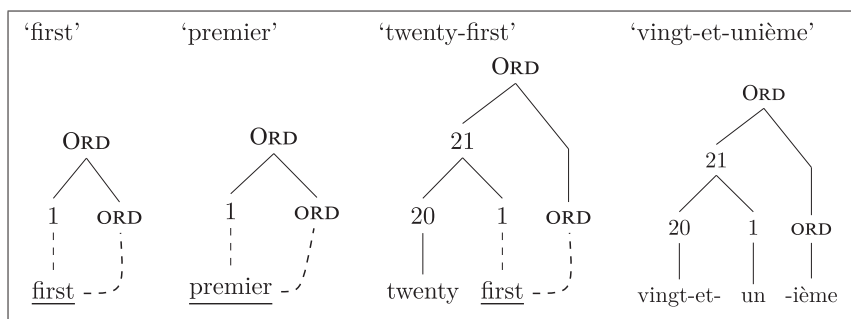 ‘first’ ‘premier’ ‘twenty-first’ ‘vingt-et-unième’
ORD
ORD
ORD ORD
21 21
1 ORD 1 ORD 20 1 ORD 20 1 ORD
first premier twenty first vingt-et- un -ième